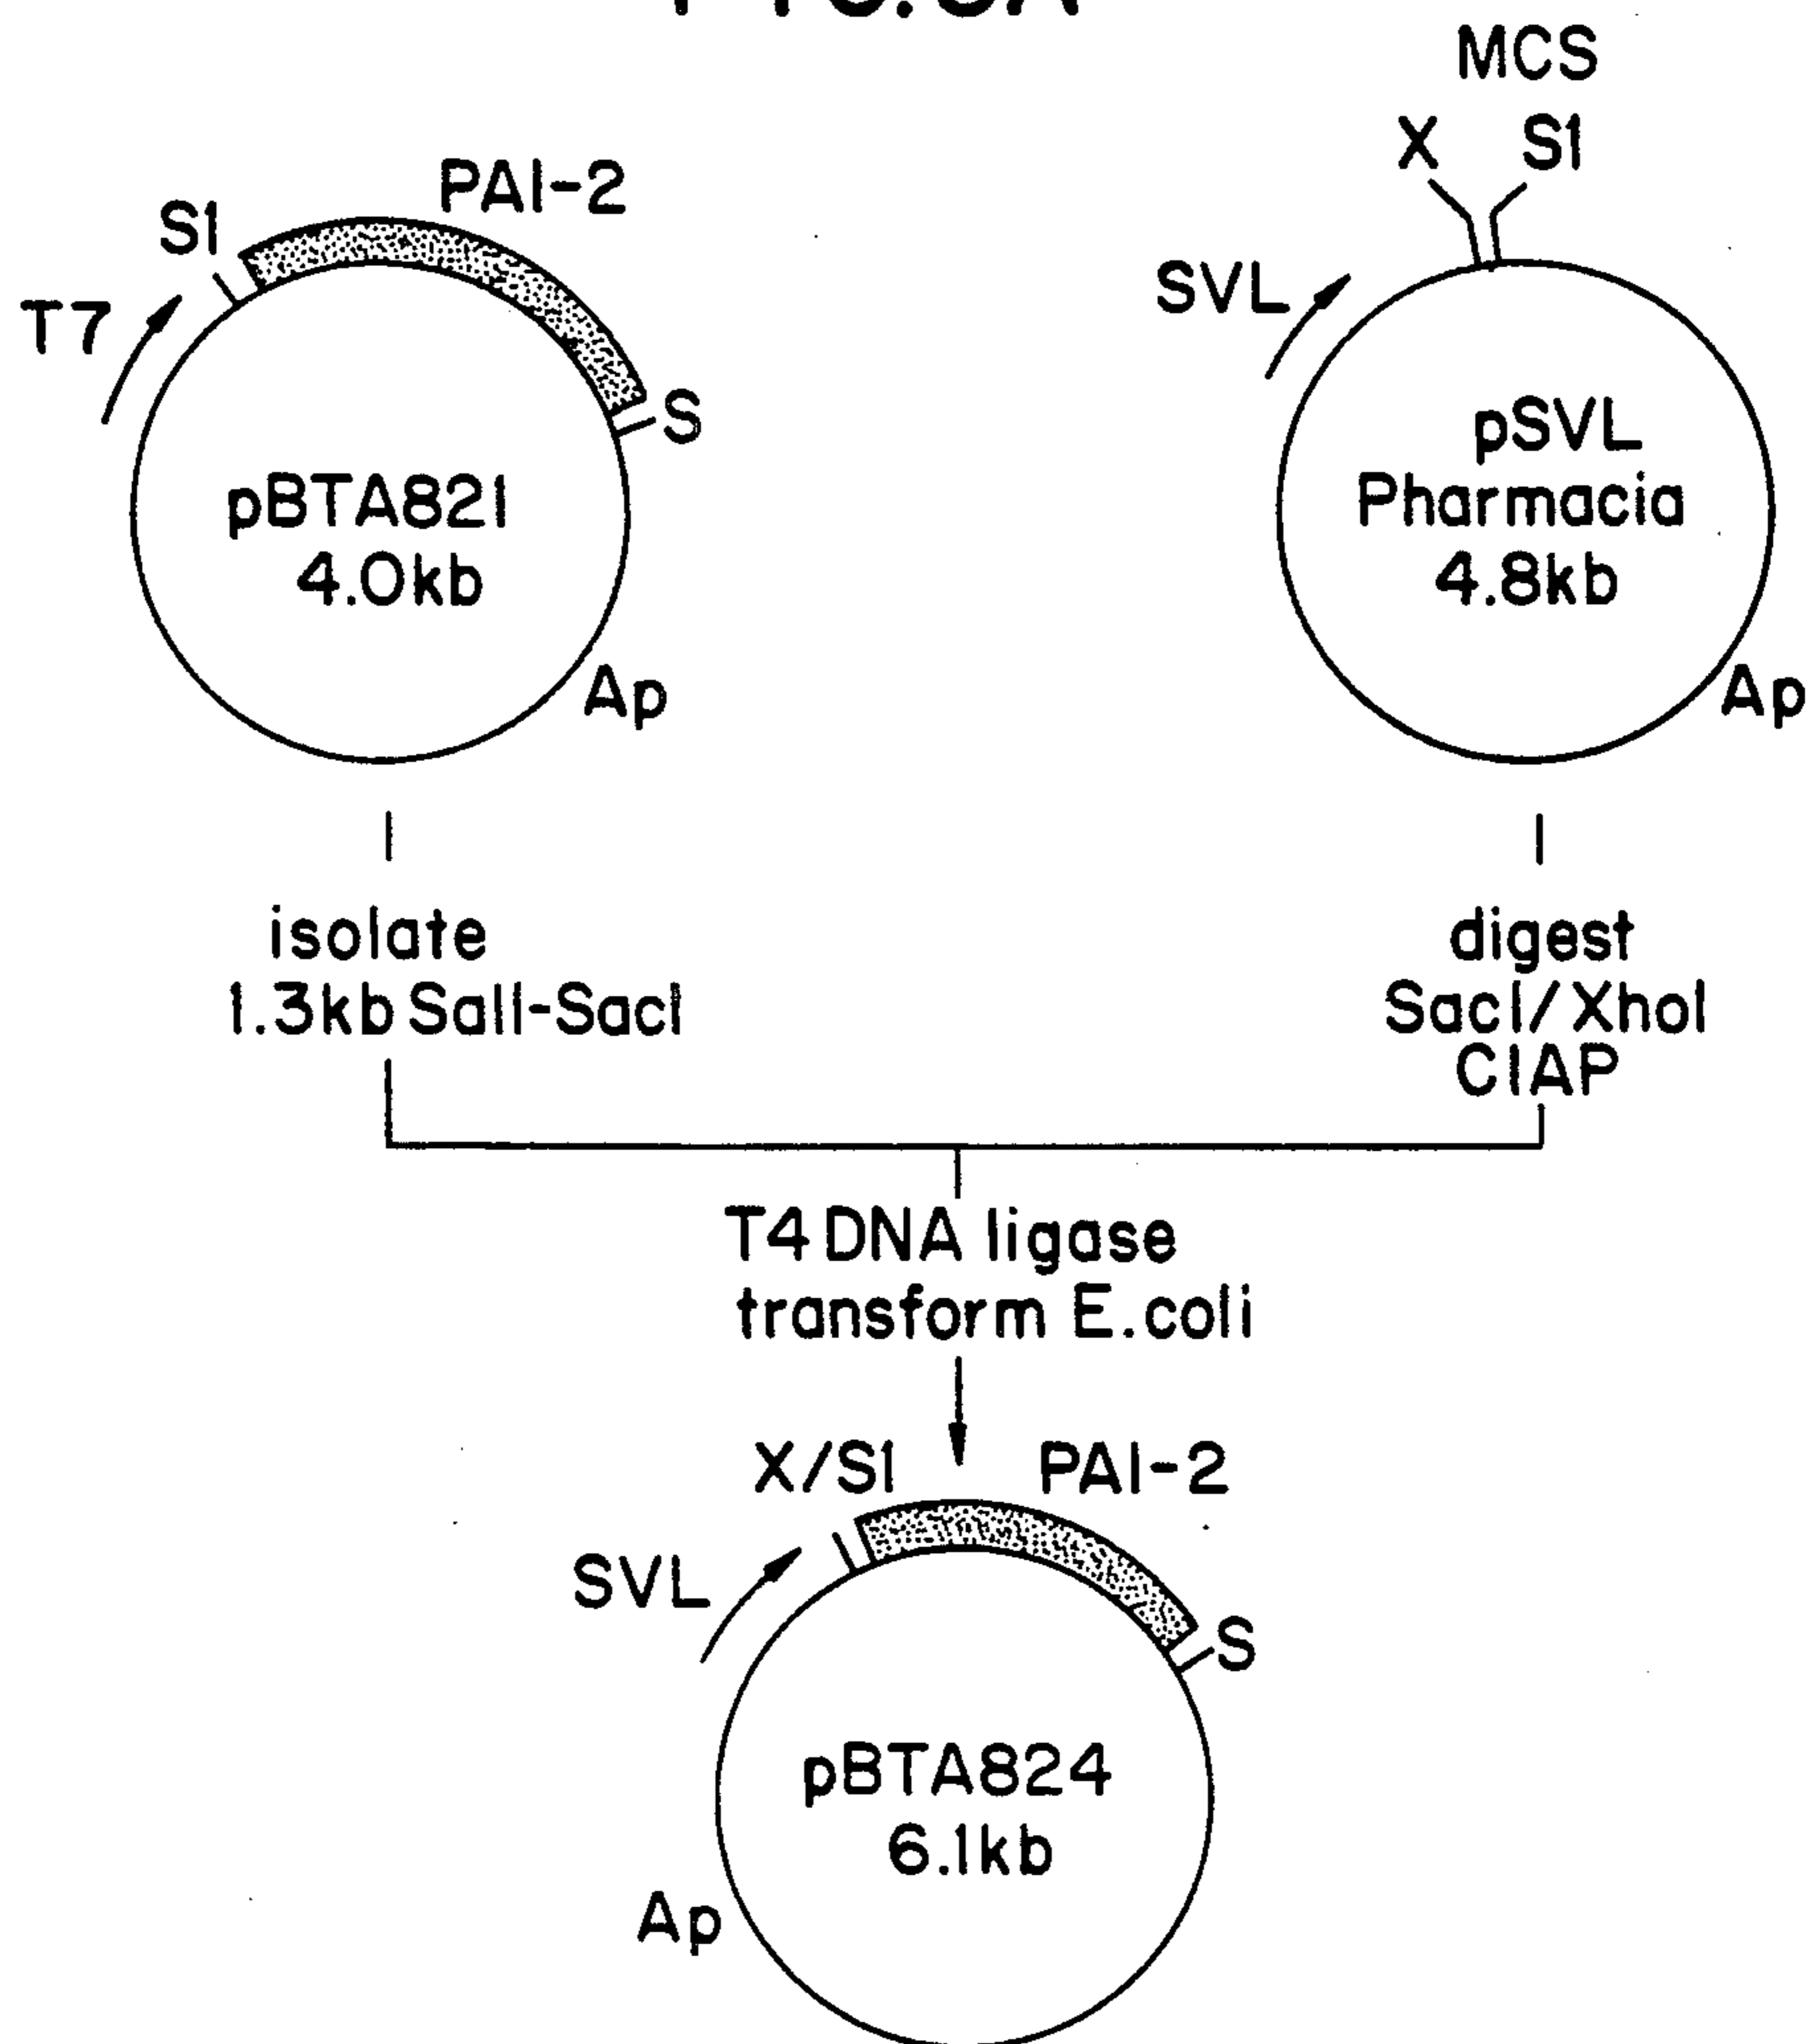 MCS
X S1
PAI-2
S1
T7
S
pBTA821
4.0kb
Ap
SVL
pSVL
Pharmacia
4.8kb
Ap
isolate
1.3kb SalI-SacI
digest
SacI/XhoI
CIAP
T4 DNA ligase
transform E.coli
X/S1
PAI-2
SVL
S
pBTA824
6.1kb
Ap